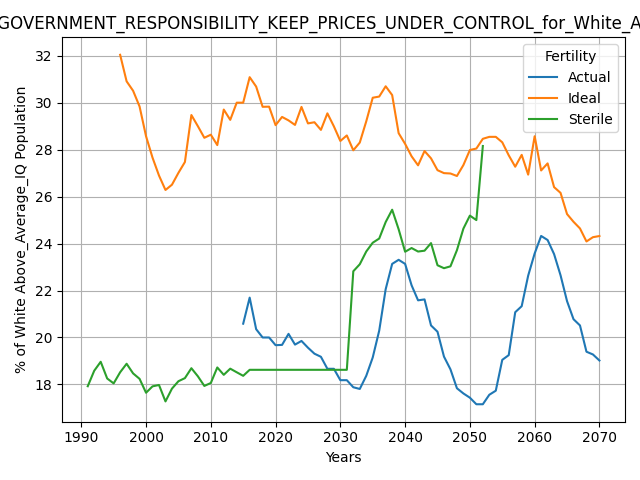 GOVERNMENT_RESPONSIBILITY_KEEP_PRICES_UNDER_CONTROL_for_White_A
Fertility
Actual
Ideal
Sterile
% of White Above_Average_IQ Population
32
30
28
26
24
22
20
18
1990 2000 2010 2020 2030 2040 2050 2060 2070
Years